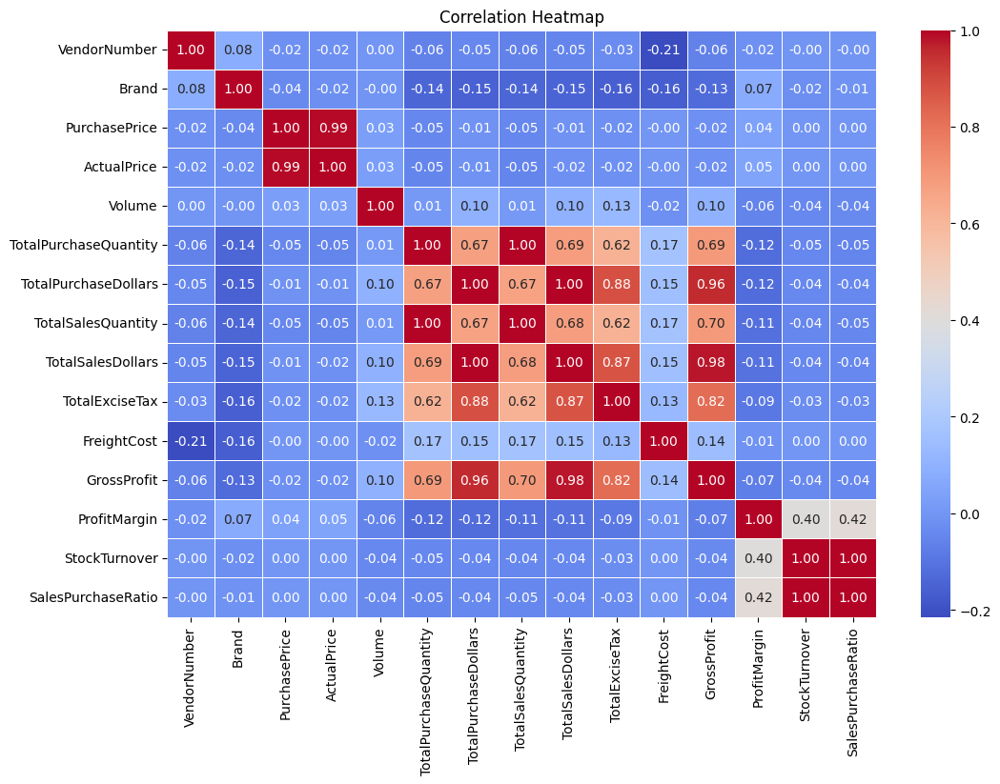 Correlation Heatmap
VendorNumber 1.00 0.08 -0.02 -0.02 0.00 -0.06 -0.05 -0.06 -0.05 -0.03 -0.21 -0.06 -0.02 -0.00 -0.00
Brand 0.08 1.00 -0.04 -0.02 -0.00 -0.14 -0.15 -0.14 -0.15 -0.16 -0.16 -0.13 0.07 -0.02 -0.01
PurchasePrice -0.02 -0.04 1.00 0.99 0.03 -0.05 -0.01 -0.05 -0.01 -0.02 -0.00 -0.02 0.04 0.00 0.00
ActualPrice -0.02 -0.02 0.99 1.00 0.03 -0.05 -0.01 -0.05 -0.02 -0.02 -0.00 -0.02 0.05 0.00 0.00
Volume 0.00 -0.00 0.03 0.03 1.00 0.01 0.10 0.01 0.10 0.13 -0.02 0.10 -0.06 -0.04 -0.04
TotalPurchaseQuantity -0.06 -0.14 -0.05 -0.05 0.01 1.00 0.67 1.00 0.69 0.62 0.17 0.69 -0.12 -0.05 -0.05
TotalPurchaseDollars -0.05 -0.15 -0.01 -0.01 0.10 0.67 1.00 0.67 1.00 0.88 0.15 0.96 -0.12 -0.04 -0.04
TotalSalesQuantity -0.06 -0.14 -0.05 -0.05 0.01 1.00 0.67 1.00 0.68 0.62 0.17 0.70 -0.11 -0.04 -0.05
TotalSalesDollars -0.05 -0.15 -0.01 -0.02 0.10 0.69 1.00 0.68 1.00 0.87 0.15 0.98 -0.11 -0.04 -0.04
TotalExciseTax -0.03 -0.16 -0.02 -0.02 0.13 0.62 0.88 0.62 0.87 1.00 0.13 0.82 -0.09 -0.03 -0.03
FreightCost -0.21 -0.16 -0.00 -0.00 -0.02 0.17 0.15 0.17 0.15 0.13 1.00 0.14 -0.01 0.00 0.00
GrossProfit -0.06 -0.13 -0.02 -0.02 0.10 0.69 0.96 0.70 0.98 0.82 0.14 1.00 -0.07 -0.04 -0.04
ProfitMargin -0.02 0.07 0.04 0.05 -0.06 -0.12 -0.12 -0.11 -0.11 -0.09 -0.01 -0.07 1.00 0.40 0.42
StockTurnover -0.00 -0.02 0.00 0.00 -0.04 -0.05 -0.04 -0.04 -0.04 -0.03 0.00 -0.04 0.40 1.00 1.00
SalesPurchaseRatio -0.00 -0.01 0.00 0.00 -0.04 -0.05 -0.04 -0.05 -0.04 -0.03 0.00 -0.04 0.42 1.00 1.00
VendorNumber
Brand
PurchasePrice
ActualPrice
Volume
TotalPurchaseQuantity
TotalPurchaseDollars
TotalSalesQuantity
TotalSalesDollars
TotalExciseTax
FreightCost
GrossProfit
ProfitMargin
StockTurnover
SalesPurchaseRatio
1.0
0.8
0.6
0.4
0.2
0.0
−0.2